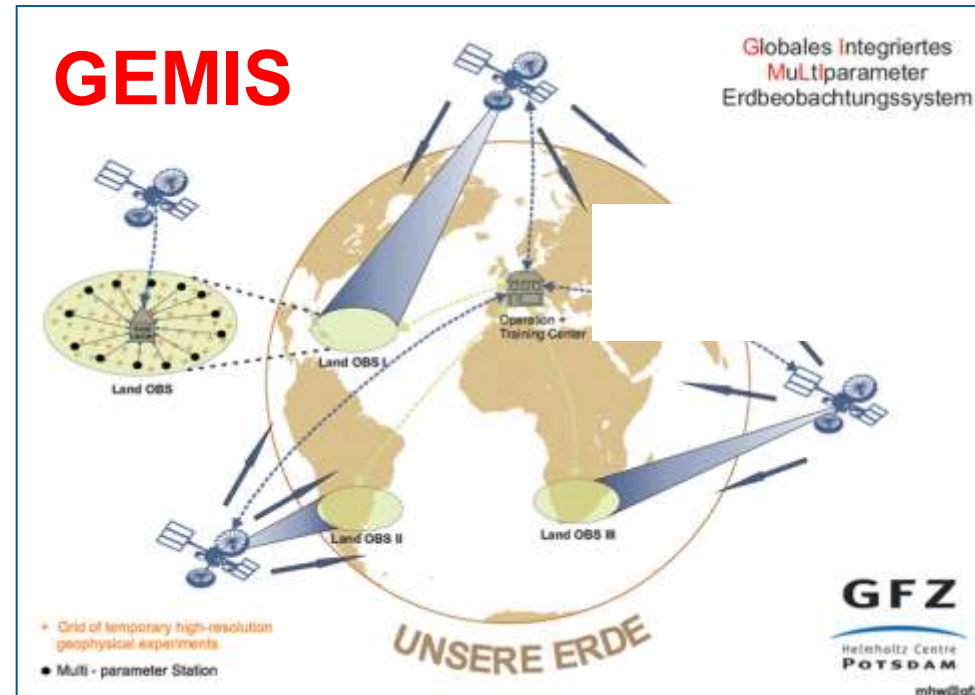 GEMIS
Globales Integriertes
MuLtIparameter
Erdbeobachtungssystem
Operation +
Training Center
Land OBS I
Land OBS
Land OBS II
Land OBS III
UNSERE ERDE
+ Grid of temporary high-resolution
geophysical experiments
● Multi - parameter Station
GFZ
Helmholtz Centre
POTSDAM